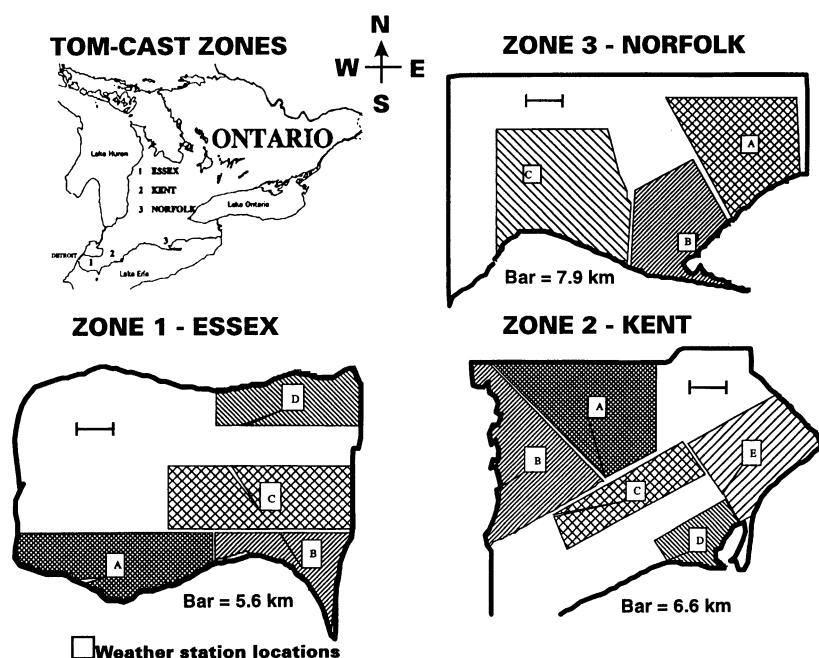 TOM-CAST ZONES
N
W E
S
ONTARIO
Lake Huron
1 ESSEX
2 KENT
3 NORFOLK
Lake Ontario
DETROIT
1
2
3
Lake Erie
ZONE 3 - NORFOLK
A
C
B
Bar = 7.9 km
ZONE 1 - ESSEX
D
C
A
B
Bar = 5.6 km
Weather station locations
ZONE 2 - KENT
A
B
E
C
D
Bar = 6.6 km